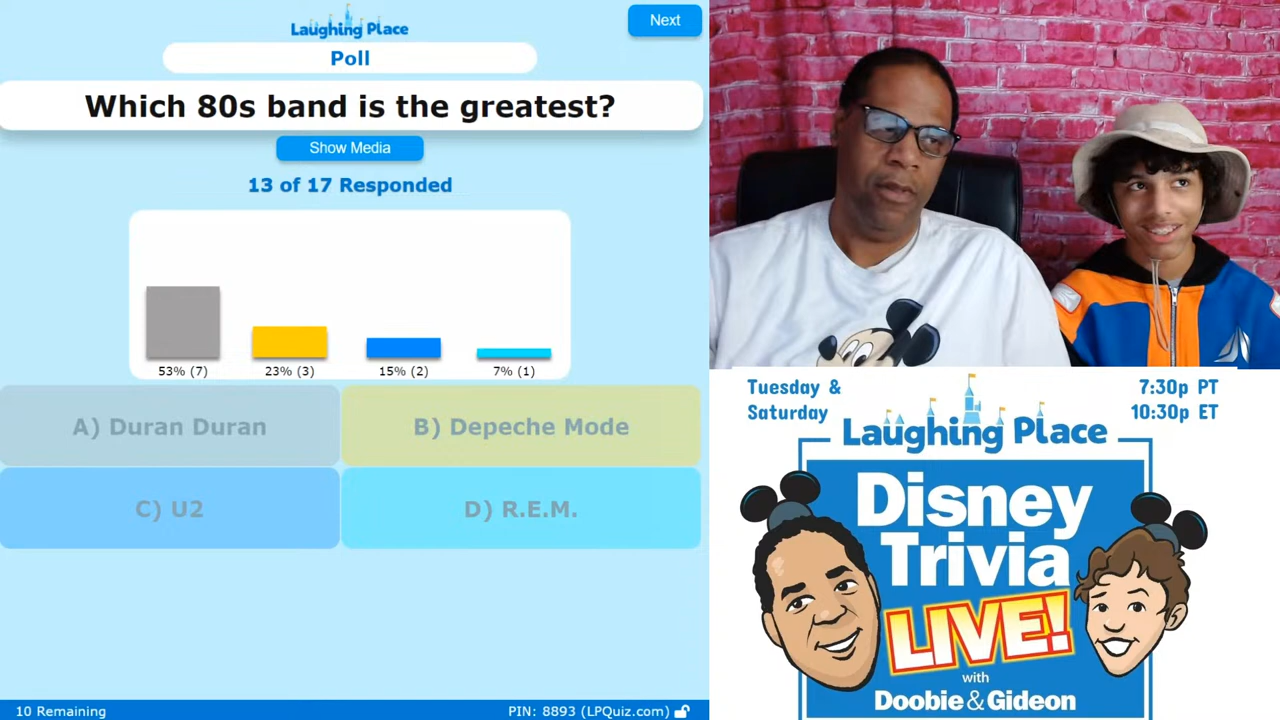 Laughing Place
Next
Poll
Which 80s band is the greatest?
Show Media
13 of 17 Responded
53% (7)
23% (3)
15% (2)
7% (1)
A) Duran Duran
B) Depeche Mode
C) U2
D) R.E.M.
10 Remaining
PIN: 8893 (LPQuiz.com)
Tuesday &
Saturday
7:30p PT
10:30p ET
Laughing Place
Disney
Trivia
LIVE!
with
Doobie & Gideon